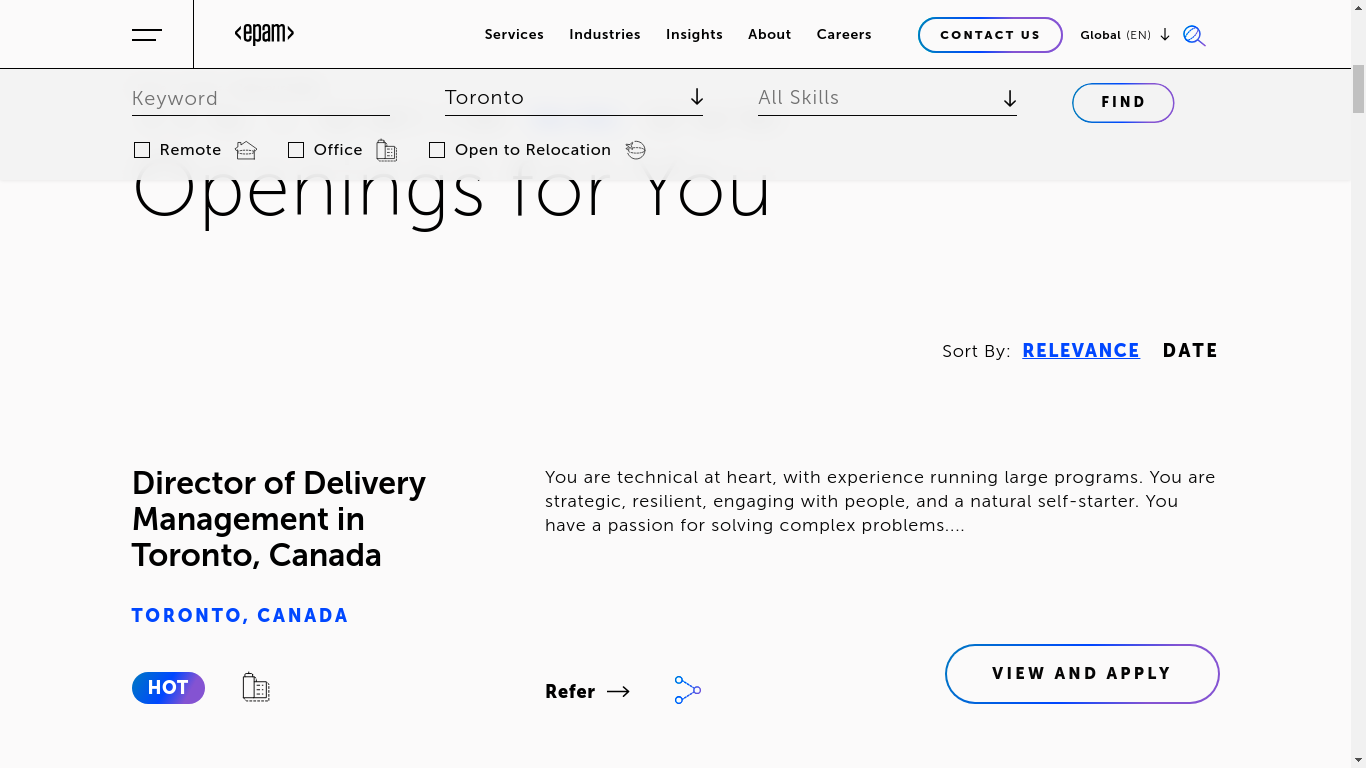 <epam>
Services Industries Insights About Careers
CONTACT US
Global (EN)
Keyword
Toronto
All Skills
FIND
Remote
Office
Open to Relocation
Openings for You
Sort By: RELEVANCE DATE
Director of Delivery
Management in
Toronto, Canada
TORONTO, CANADA
HOT
You are technical at heart, with experience running large programs. You are
strategic, resilient, engaging with people, and a natural self-starter. You
have a passion for solving complex problems....
Refer
VIEW AND APPLY